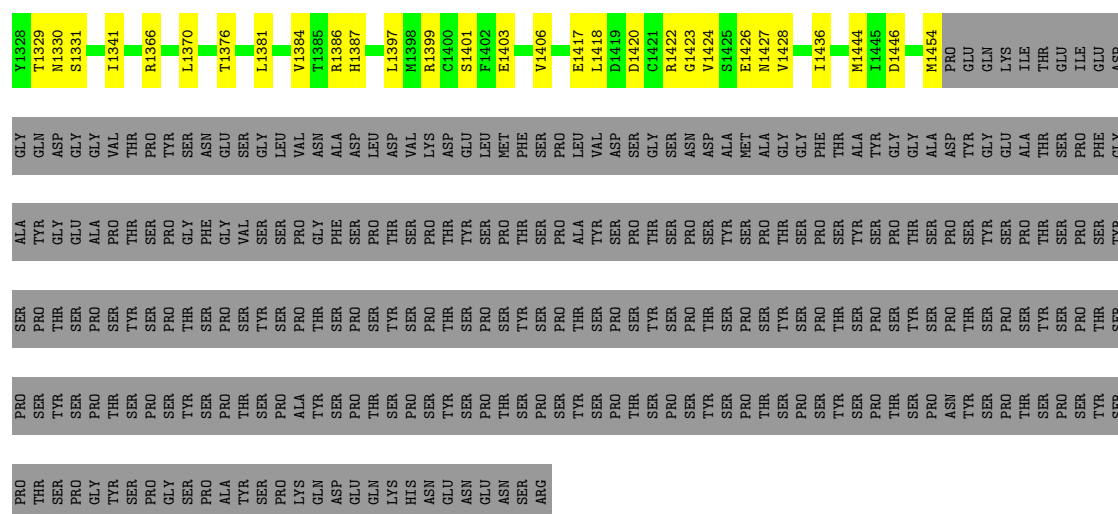 Y1328 T1329 N1330 S1331 I1341 R1366 L1370 T1376 L1381 V1384 T1385 R1386 H1387 L1397 M1398 R1399 C1400 S1401 F1402 E1403 V1406 E1417 L1418 D1419 D1420 C1421 R1422 G1423 V1424 S1425 E1426 N1427 V1428 I1436 M1444 I1445 D1446 M1454 PRO GLU GLN LYS ILE THR GLU ILE GLU ASP
GLY GLN ASP GLY GLY VAL THR PRO TYR SER ASN GLU SER GLY LEU VAL ASN ALA ASP LEU ASP VAL LYS ASP GLU LEU MET PHE SER PRO LEU VAL ASP SER GLY SER ASN ASP ALA MET ALA GLY GLY PHE THR ALA TYR GLY GLY ALA ASP TYR GLY GLU ALA THR SER PRO PHE GLY
ALA TYR GLY GLU ALA PRO THR SER PRO GLY PHE GLY VAL SER SER PRO GLY PHE SER PRO THR SER PRO THR TYR SER PRO THR SER PRO ALA TYR SER PRO THR SER PRO SER TYR SER PRO THR SER PRO SER TYR SER PRO THR SER PRO SER TYR SER PRO THR SER PRO SER TYR
SER PRO THR SER PRO SER TYR SER PRO THR SER PRO SER TYR SER PRO THR SER PRO SER TYR SER PRO THR SER PRO SER TYR SER PRO THR SER PRO SER TYR SER PRO THR SER PRO SER TYR SER PRO THR SER PRO SER TYR SER PRO THR SER PRO SER TYR SER PRO THR SER
PRO SER TYR SER PRO THR SER PRO SER TYR SER PRO THR SER PRO ALA TYR SER PRO THR SER PRO SER TYR SER PRO THR SER PRO SER TYR SER PRO THR SER PRO SER TYR SER PRO THR SER PRO SER TYR SER PRO THR SER PRO ASN TYR SER PRO THR SER PRO SER TYR SER
PRO THR SER PRO GLY TYR SER PRO GLY SER PRO ALA TYR SER PRO LYS GLN ASP GLU GLN LYS HIS ASN GLU ASN GLU ASN SER ARG